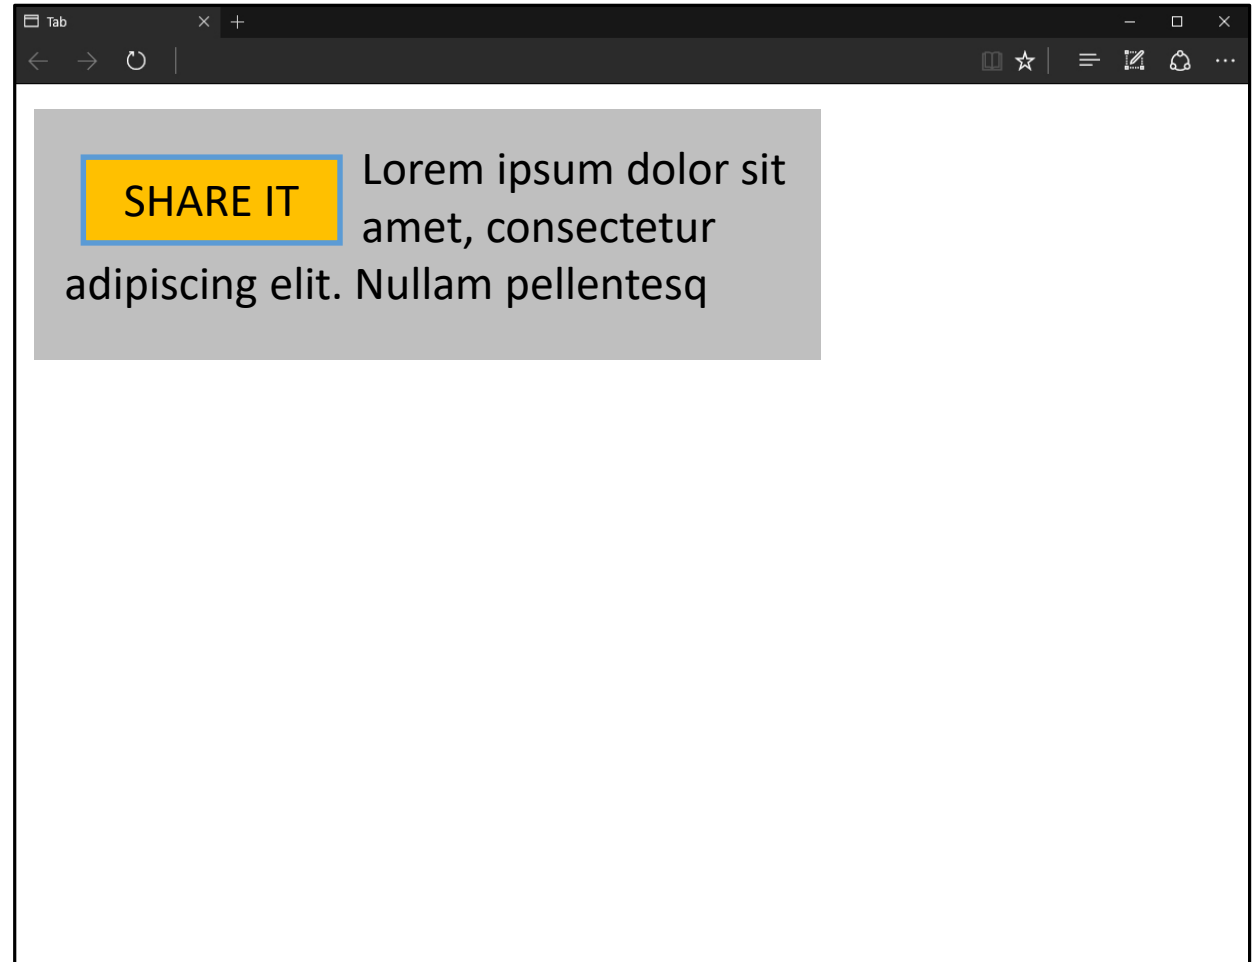 Tab
SHARE IT
Lorem ipsum dolor sit
amet, consectetur
adipiscing elit. Nullam pellentesq